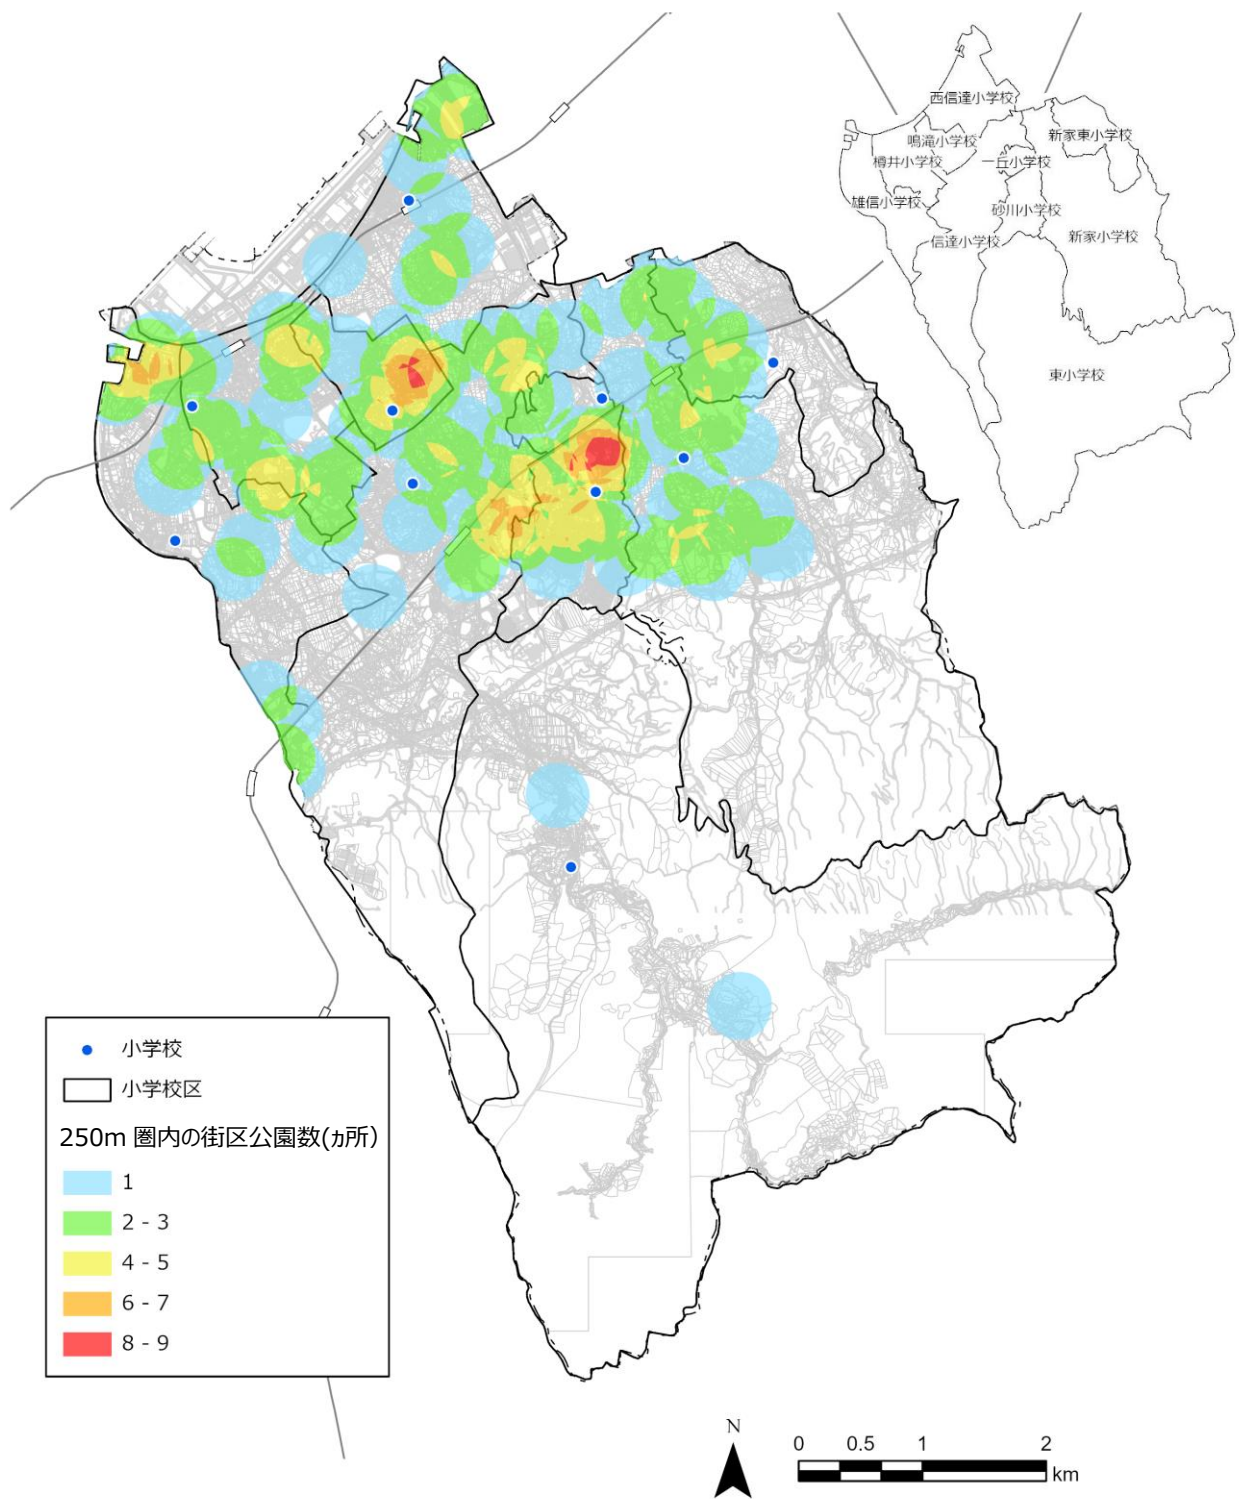 西信達小学校
新家東小学校
鳴滝小学校
樽井小学校
一丘小学校
雄信小学校
砂川小学校
信達小学校
新家小学校
東小学校
小学校
小学校区
250m 圏内の街区公園数(ヵ所)
1
2 - 3
4 - 5
6 - 7
8 - 9
N
0 0.5 1 2
km